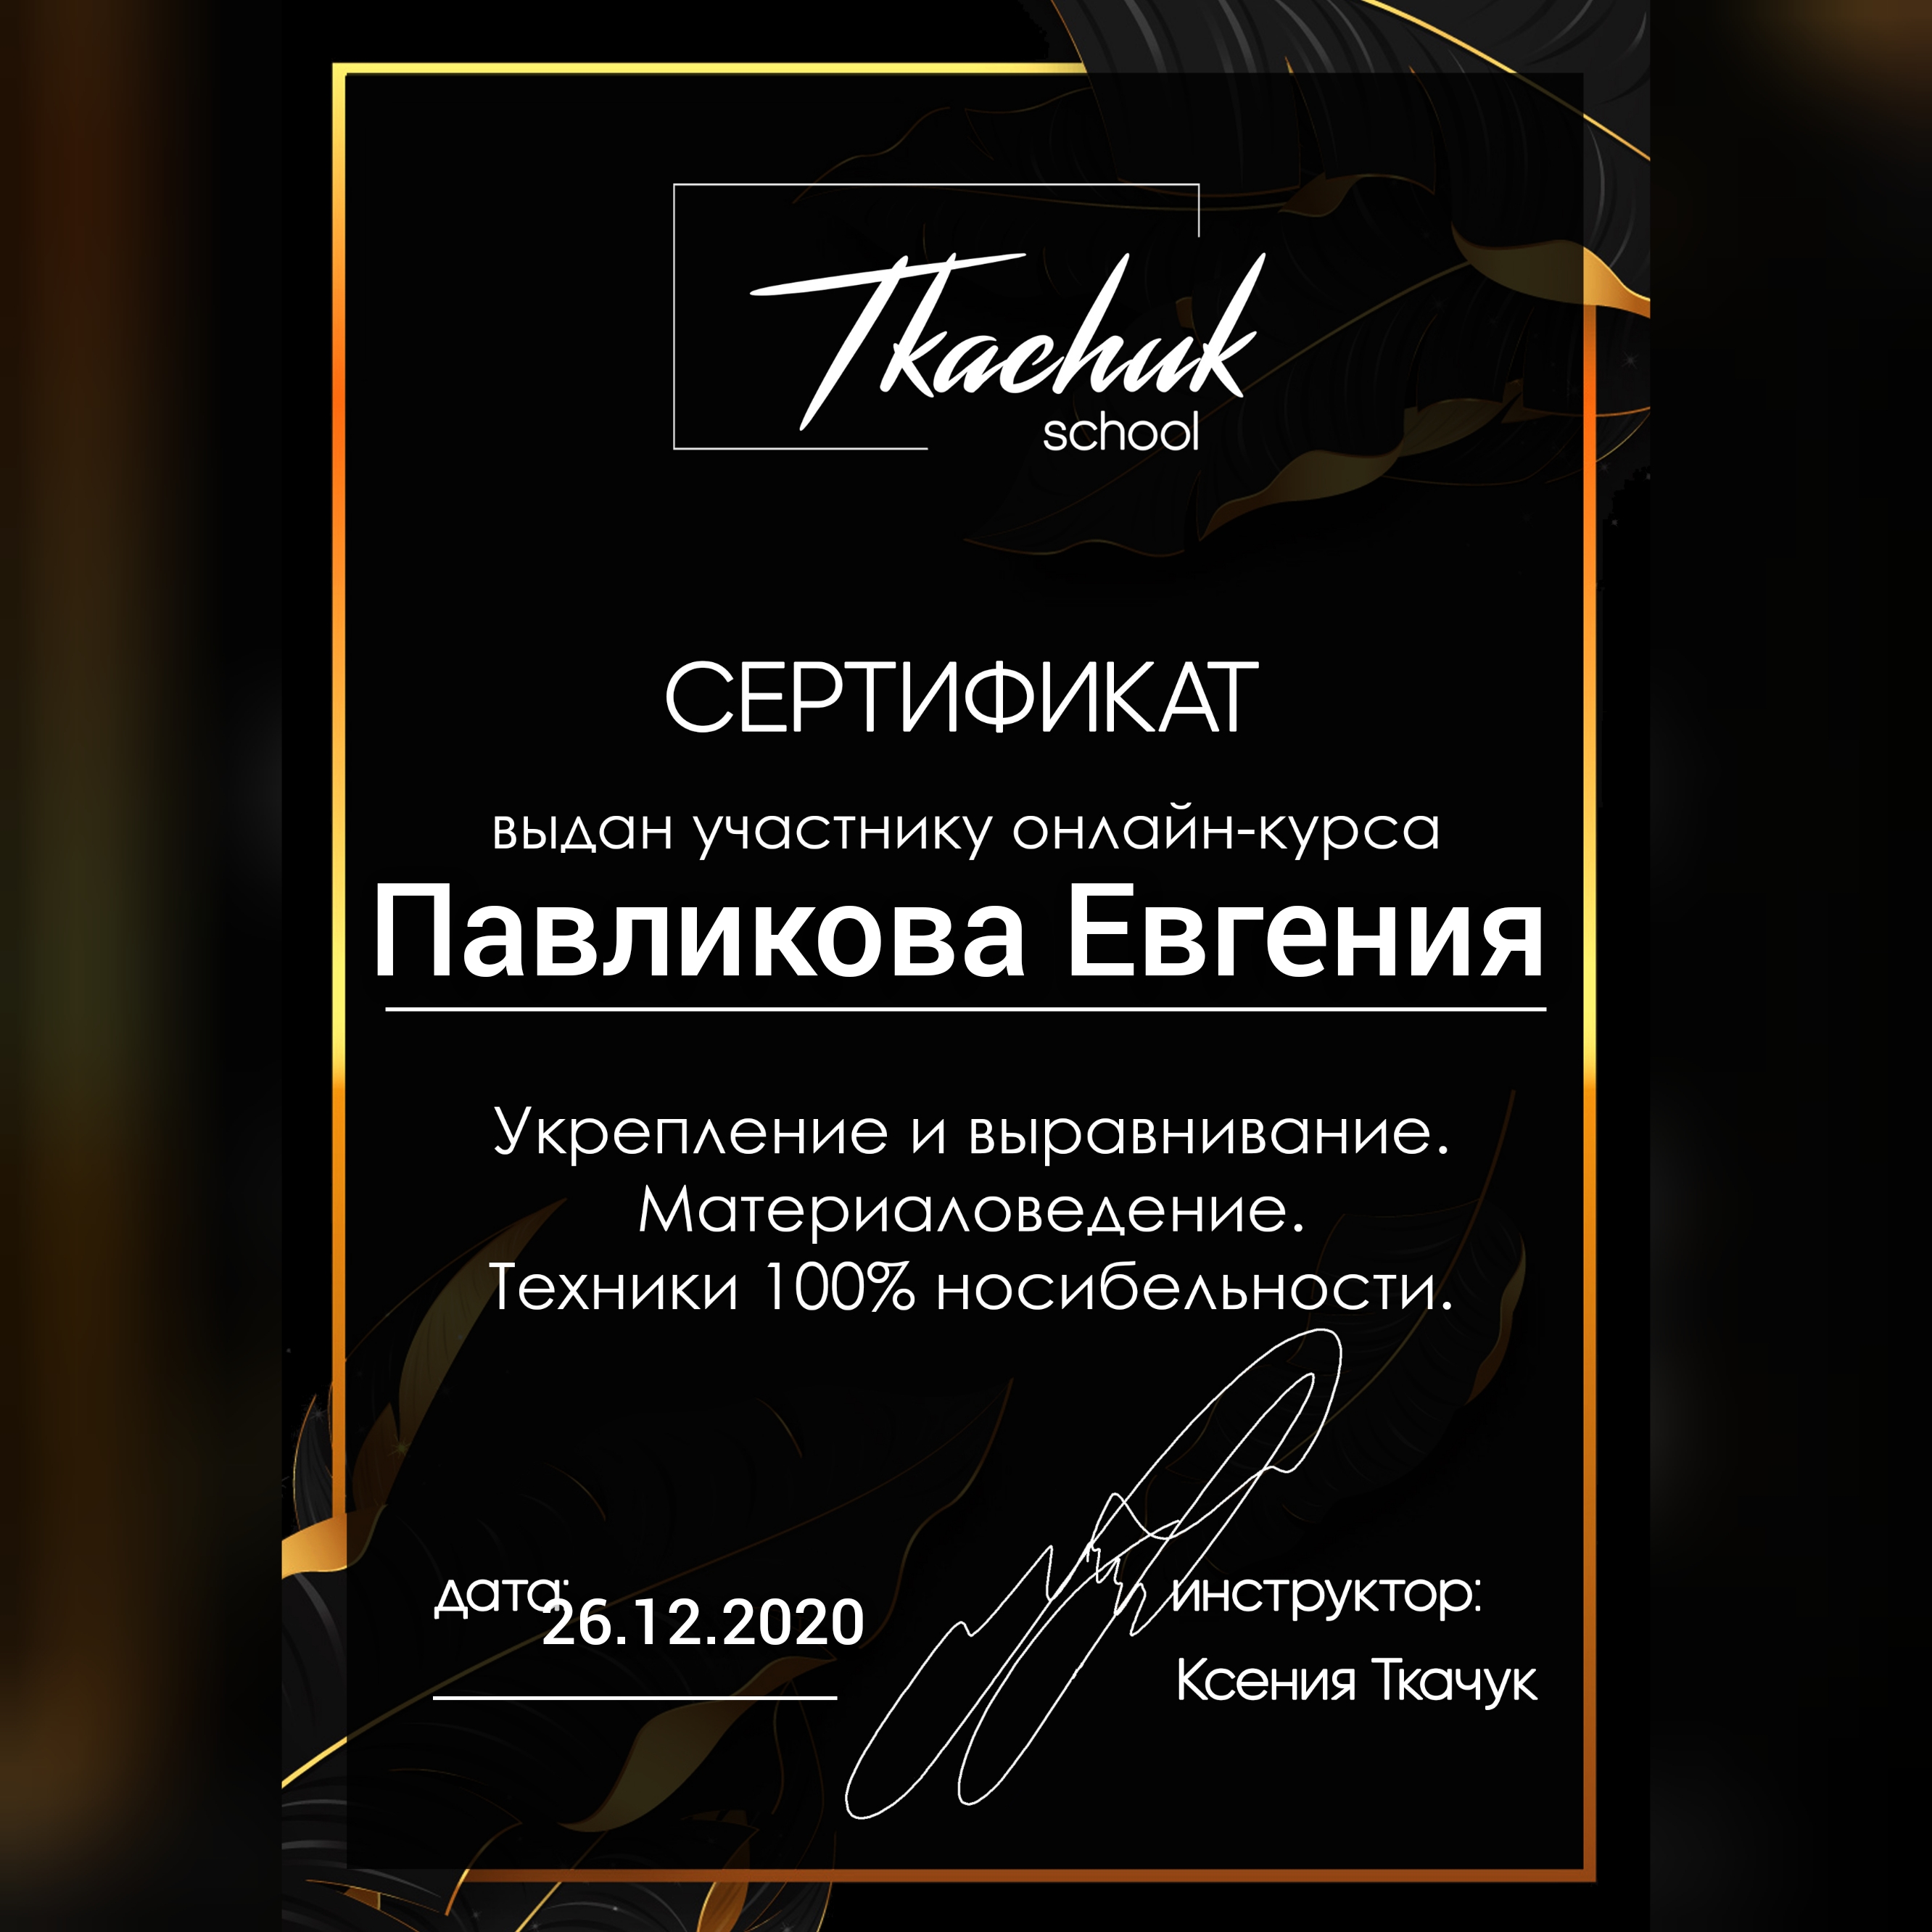 Tkachuk
school
СЕРТИФИКАТ
выдан участнику онлайн-курса
Павликова Евгения
Укрепление и выравнивание.
Материаловедение.
Техники 100% носибельности.
дата:
26.12.2020
инструктор:
Ксения Ткачук